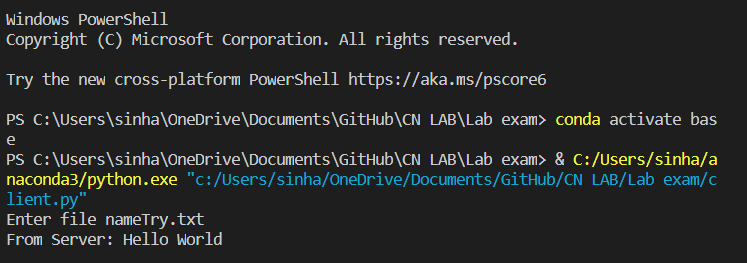 Windows PowerShell
Copyright (C) Microsoft Corporation. All rights reserved.
Try the new cross-platform PowerShell https://aka.ms/pscore6
PS C:\Users\sinha\OneDrive\Documents\GitHub\CN LAB\Lab exam> conda activate bas
e
PS C:\Users\sinha\OneDrive\Documents\GitHub\CN LAB\Lab exam> & C:/Users/sinha/a
naconda3/python.exe "c:/Users/sinha/OneDrive/Documents/GitHub/CN LAB/Lab exam/c
lient.py"
Enter file nameTry.txt
From Server: Hello World